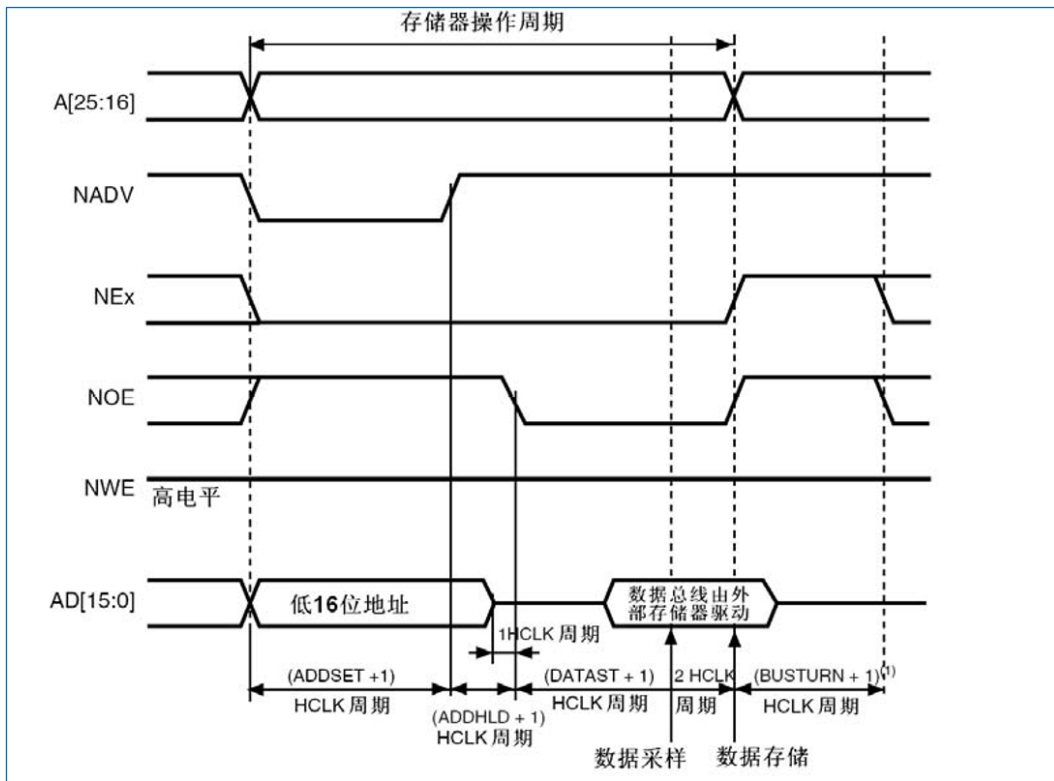 存储器操作周期
A[25:16]
NADV
NEx
NOE
NWE
高电平
AD[15:0]
低16位地址
数据总线由外
部存储器驱动
1HCLK 周期
(ADDSET +1)
HCLK 周期
(ADDHLD + 1)
HCLK 周期
(DATAST + 1)
HCLK 周期
2 HCLK
周期
(BUSTURN + 1)(1)
HCLK 周期
数据采样
数据存储